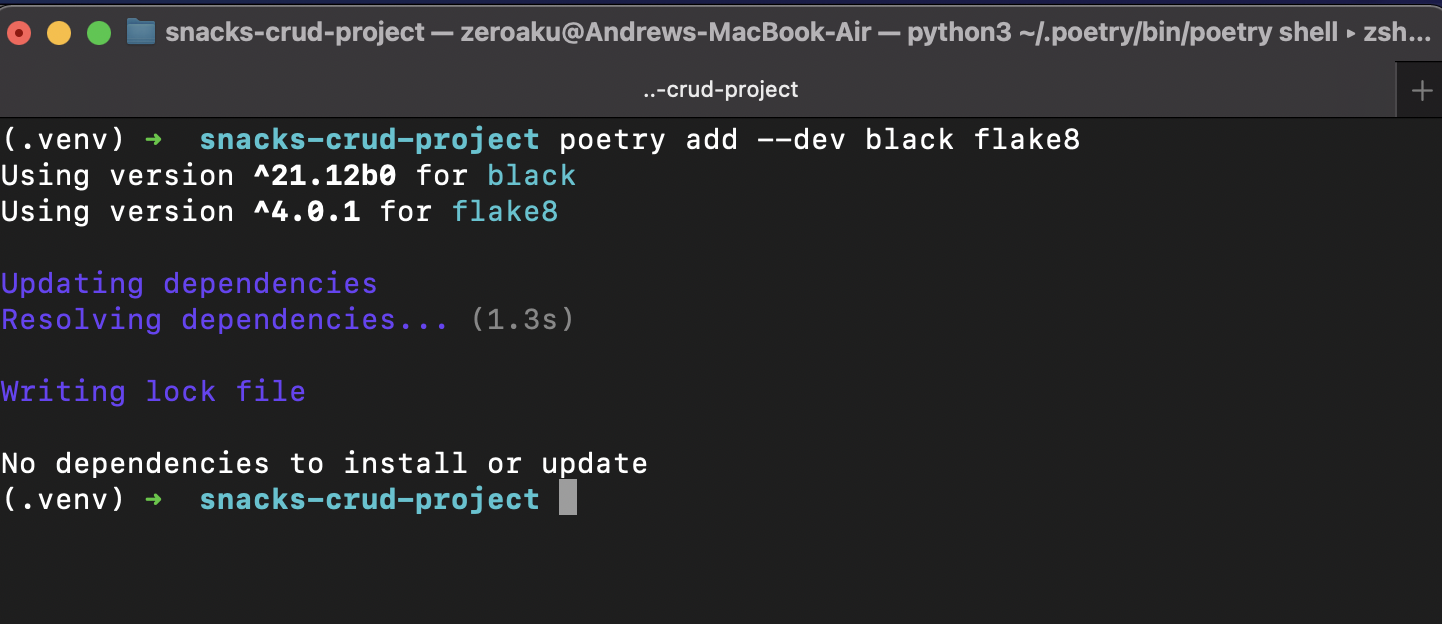 snacks-crud-project — zeroaku@Andrews-MacBook-Air — python3 ~/.poetry/bin/poetry shell ▸ zsh...
..-crud-project
(.venv) ➜ snacks-crud-project poetry add --dev black flake8
Using version ^21.12b0 for black
Using version ^4.0.1 for flake8
Updating dependencies
Resolving dependencies... (1.3s)
Writing lock file
No dependencies to install or update
(.venv) ➜ snacks-crud-project